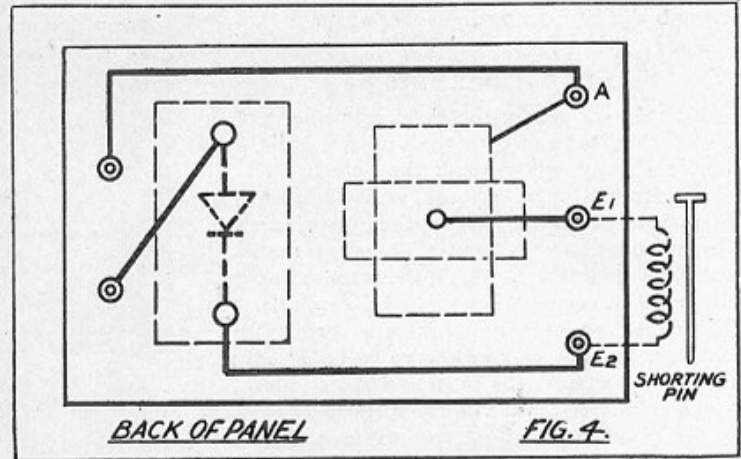 A
E1
E2
SHORTING
PIN
BACK OF PANEL
FIG. 4.